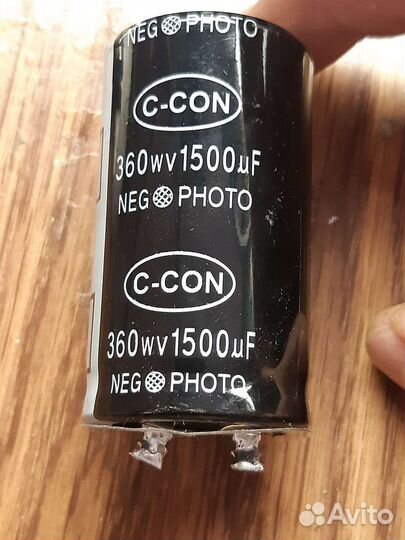 NEG PHOTO
C-CON
360WV1500µF
NEG PHOTO
C-CON
360WV1500µF
NEG PHOTO
Avito